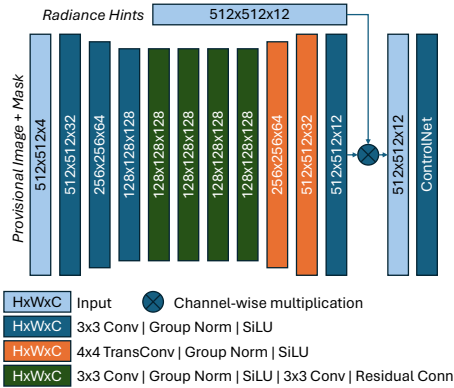 Radiance Hints
512x512x12
Provisional Image + Mask
512x512x4
512x512x32
256x256x64
128x128x128
128x128x128
128x128x128
128x128x128
128x128x128
256x256x64
512x512x32
512x512x12
512x512x12
ControlNet
HxWxC Input
Channel-wise multiplication
HxWxC 3x3 Conv | Group Norm | SiLU
HxWxC 4x4 TransConv | Group Norm | SiLU
HxWxC 3x3 Conv | Group Norm | SiLU | 3x3 Conv | Residual Conn